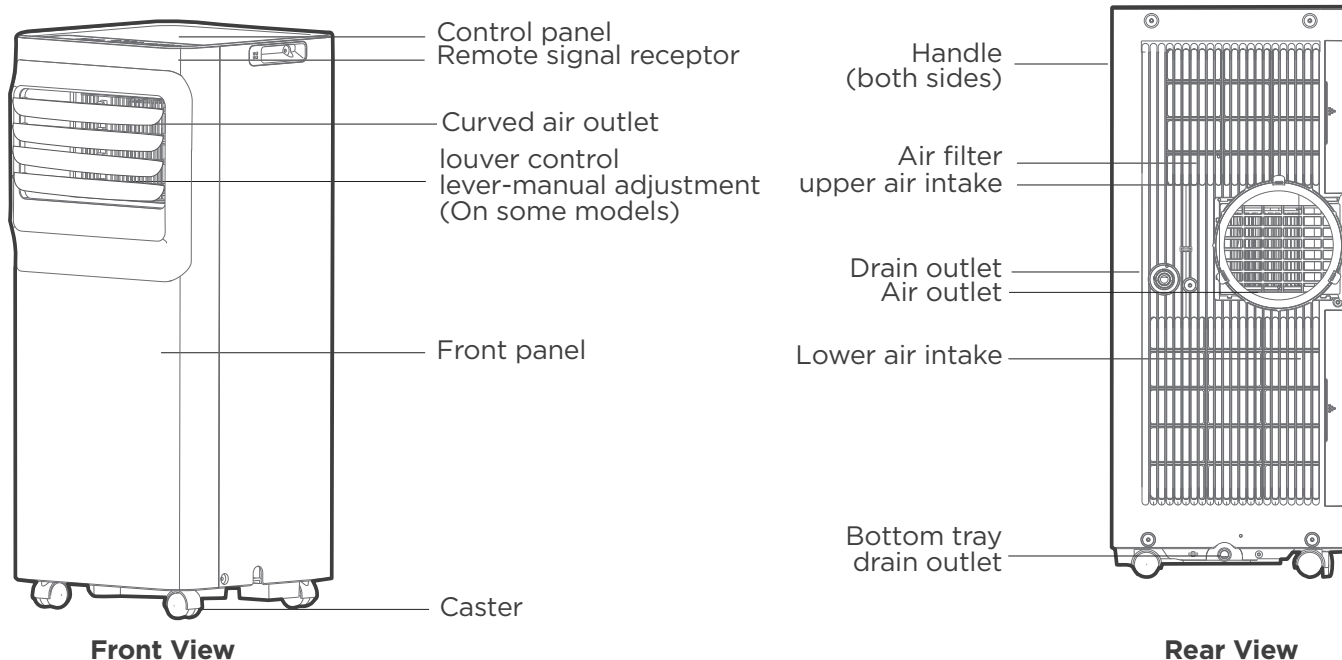 Control panel
Remote signal receptor
Curved air outlet
louver control
lever-manual adjustment
(On some models)
Front panel
Caster
Front View
Handle
(both sides)
Air filter
upper air intake
Drain outlet
Air outlet
Lower air intake
Bottom tray
drain outlet
Rear View